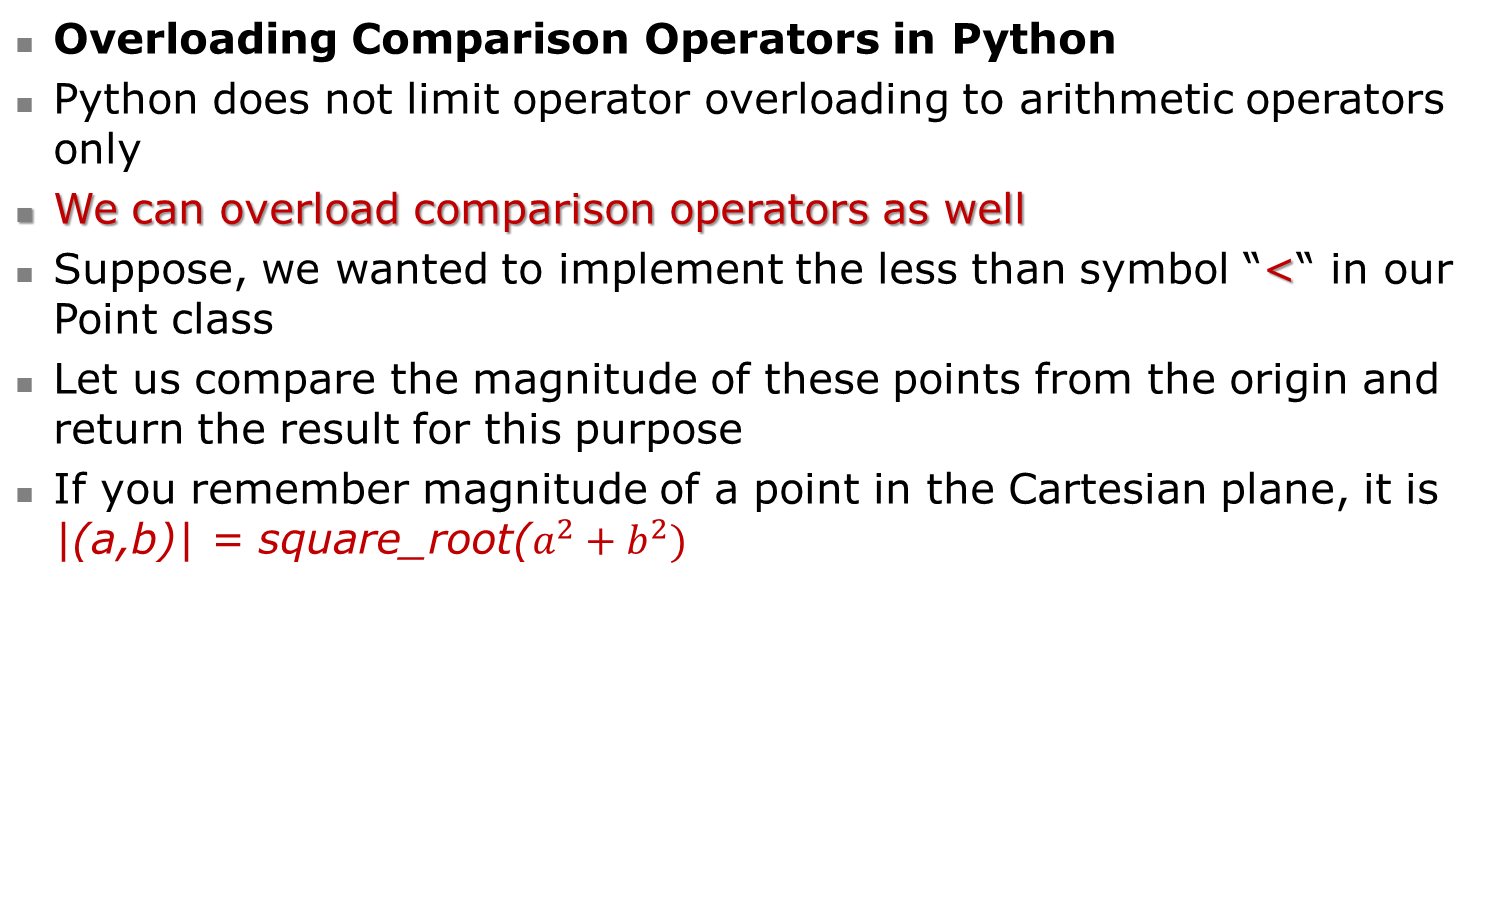 Overloading Comparison Operators in Python
Python does not limit operator overloading to arithmetic operators
only
We can overload comparison operators as well
Suppose, we wanted to implement the less than symbol “<“ in our
Point class
Let us compare the magnitude of these points from the origin and
return the result for this purpose
If you remember magnitude of a point in the Cartesian plane, it is
|(a,b)| = square_root(𝑎² + 𝑏²)